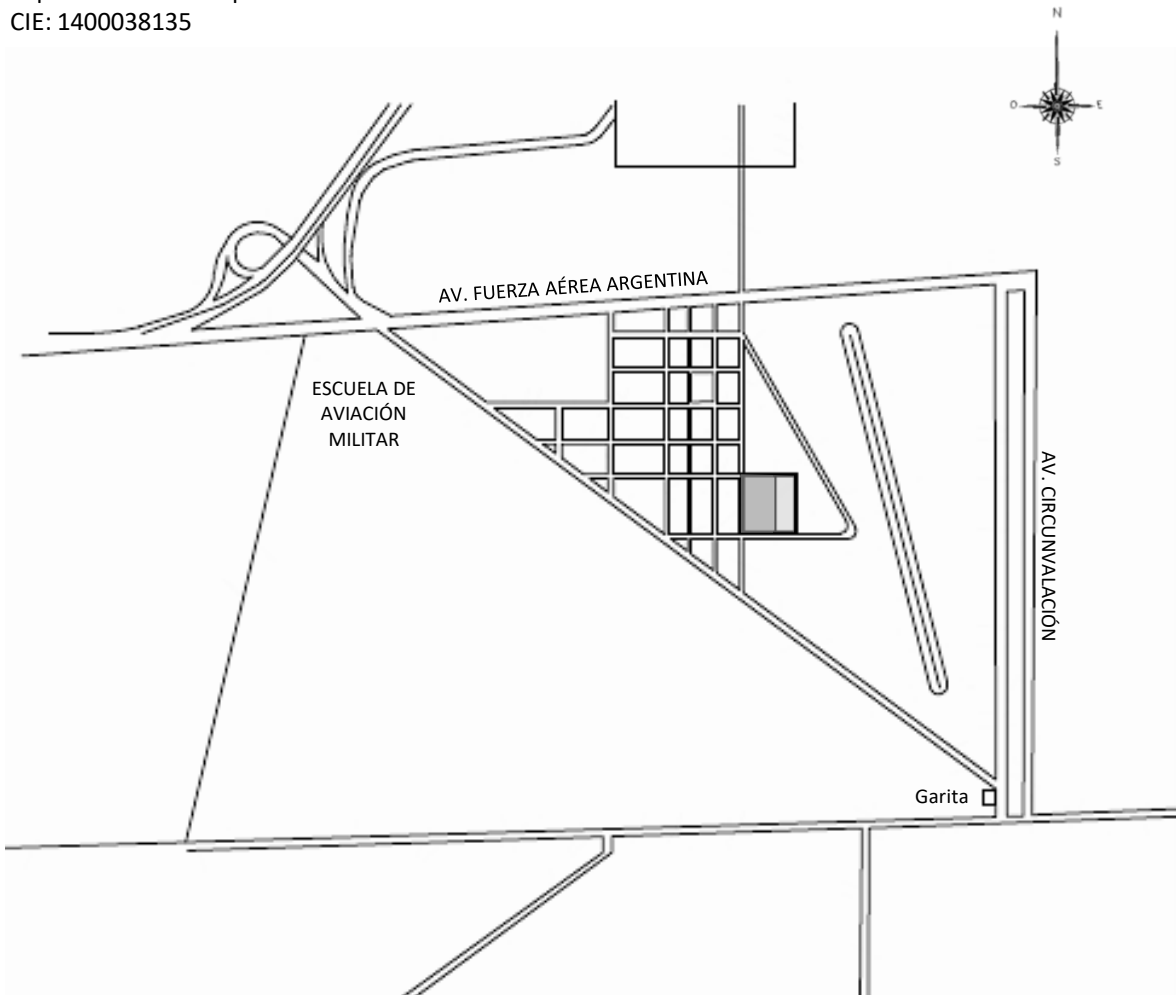 CIE: 1400038135
N
O
E
S
AV. FUERZA AÉREA ARGENTINA
ESCUELA DE
AVIACIÓN
MILITAR
AV. CIRCUNVALACIÓN
Garita